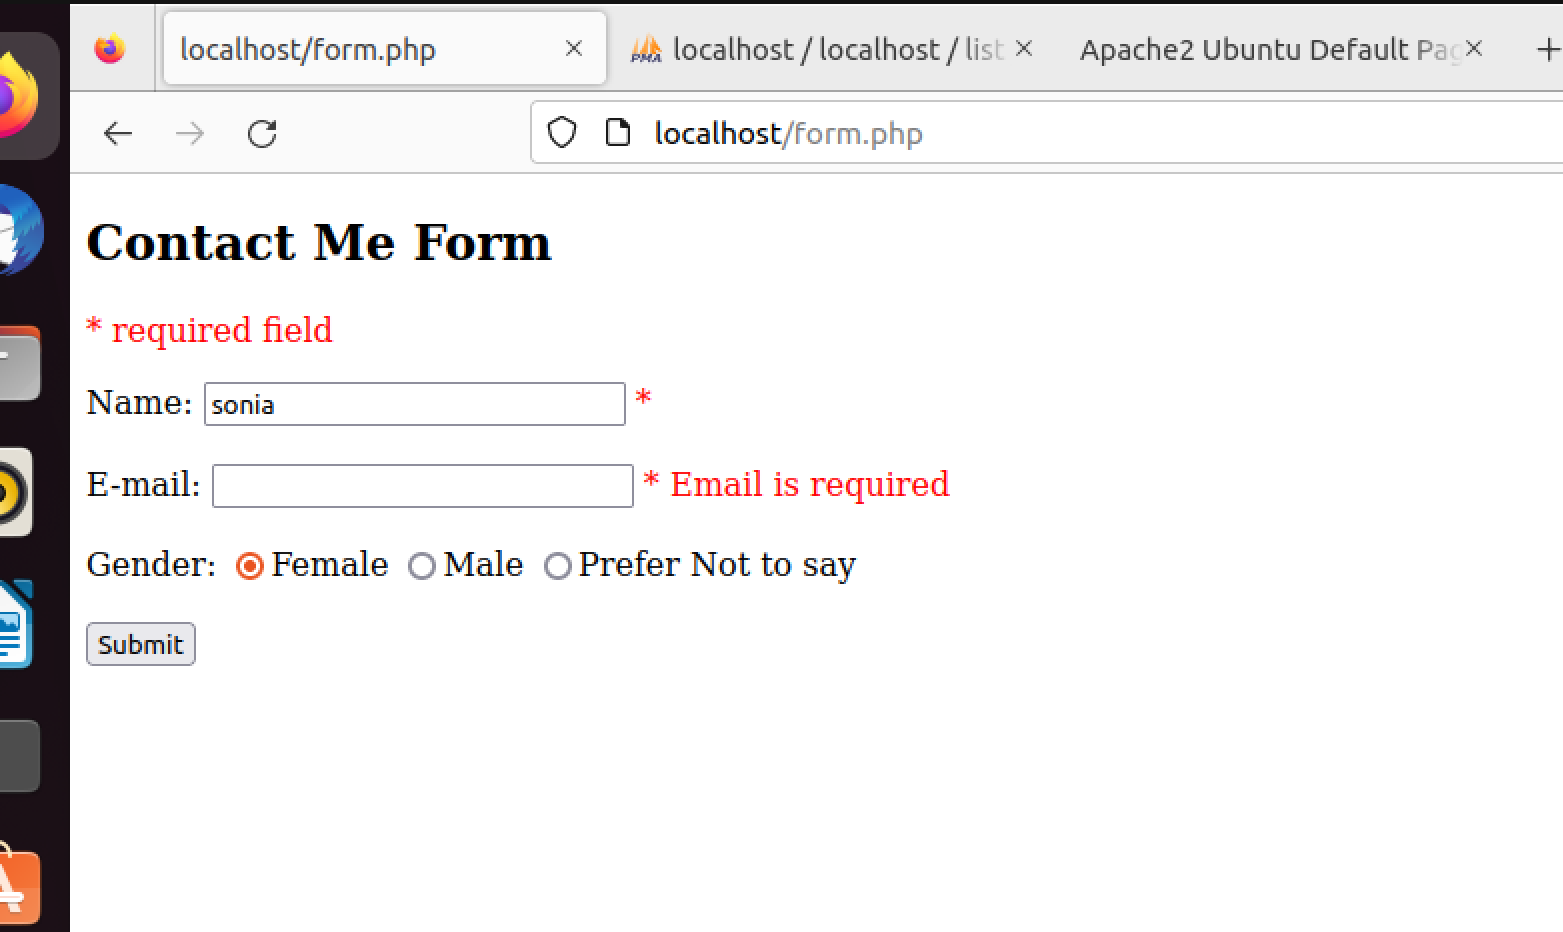 localhost/form.php
PMA localhost / localhost / list
Apache2 Ubuntu Default Pag
localhost/form.php
Contact Me Form
* required field
Name: sonia *
E-mail: * Email is required
Gender: Female Male Prefer Not to say
Submit